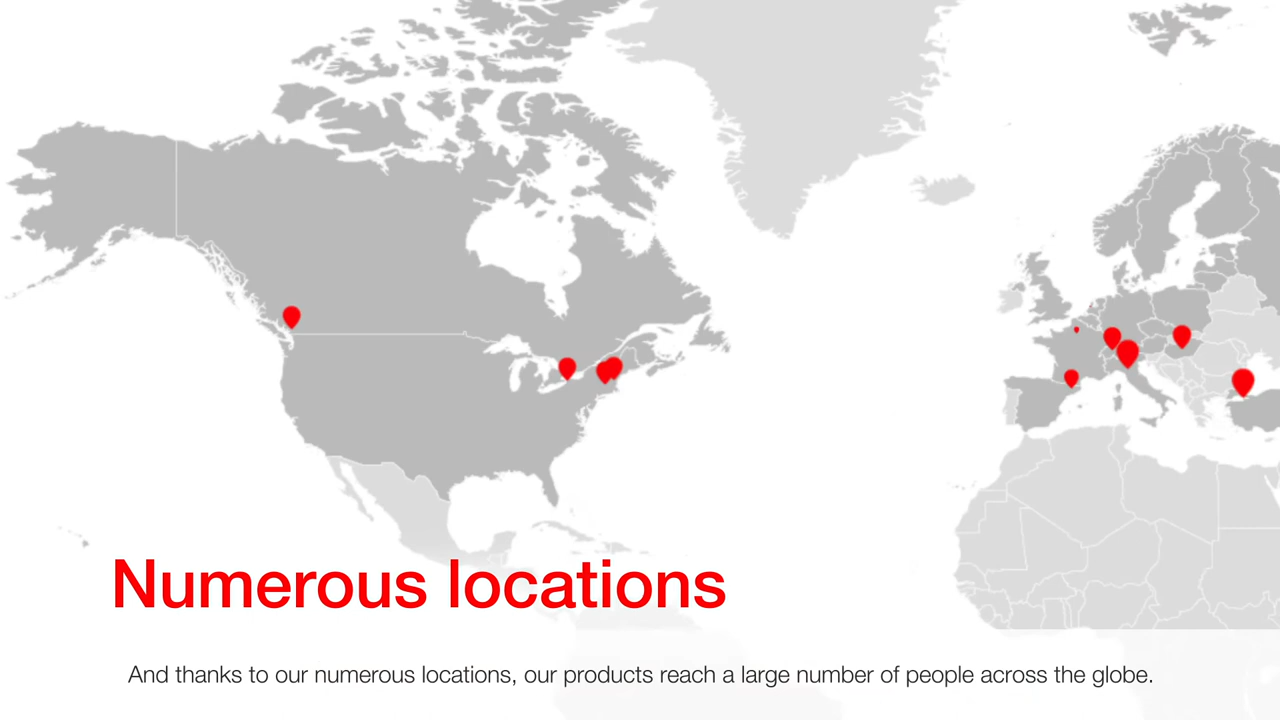 Numerous locations
And thanks to our numerous locations, our products reach a large number of people across the globe.